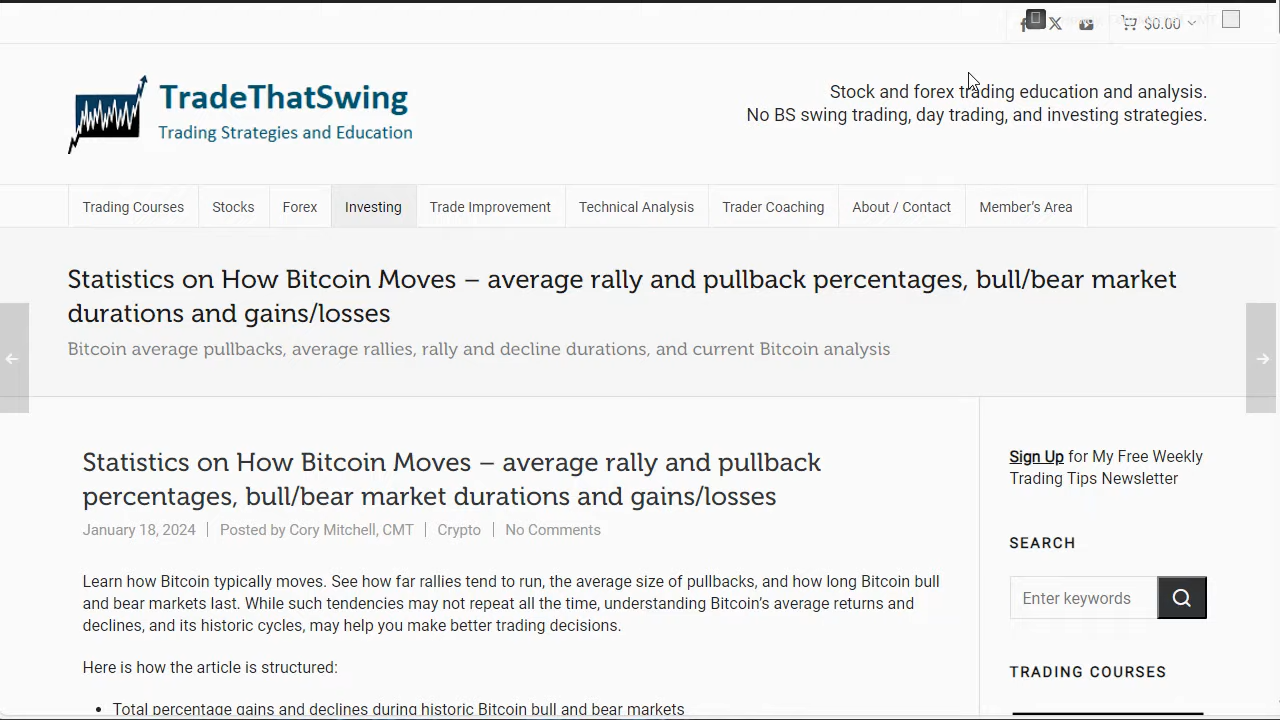 $0.00
TradeThatSwing
Trading Strategies and Education
Stock and forex trading education and analysis.
No BS swing trading, day trading, and investing strategies.
Trading Courses
Stocks
Forex
Investing
Trade Improvement
Technical Analysis
Trader Coaching
About / Contact
Member's Area
Statistics on How Bitcoin Moves – average rally and pullback percentages, bull/bear market
durations and gains/losses
Bitcoin average pullbacks, average rallies, rally and decline durations, and current Bitcoin analysis
Statistics on How Bitcoin Moves – average rally and pullback
percentages, bull/bear market durations and gains/losses
January 18, 2024 | Posted by Cory Mitchell, CMT | Crypto | No Comments
Learn how Bitcoin typically moves. See how far rallies tend to run, the average size of pullbacks, and how long Bitcoin bull
and bear markets last. While such tendencies may not repeat all the time, understanding Bitcoin's average returns and
declines, and its historic cycles, may help you make better trading decisions.
Here is how the article is structured:
• Total percentage gains and declines during historic Bitcoin bull and bear markets
Sign Up for My Free Weekly
Trading Tips Newsletter
SEARCH
Enter keywords
TRADING COURSES